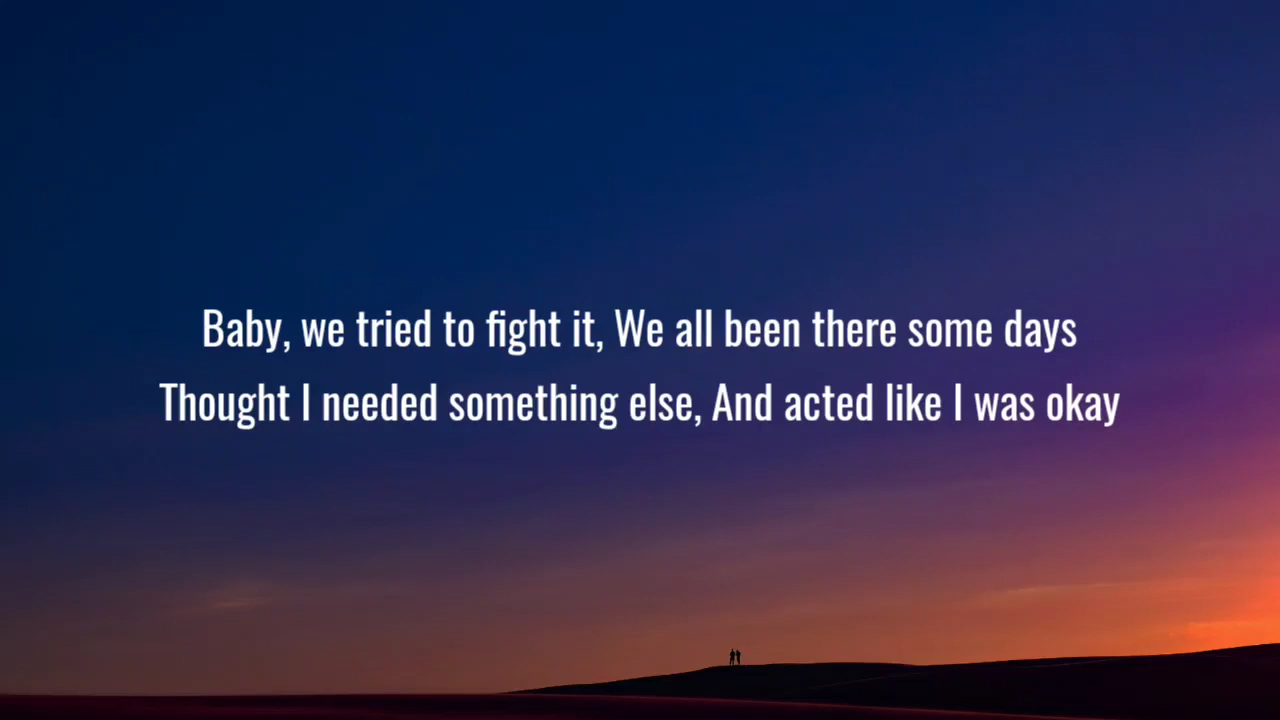 Baby, we tried to fight it, We all been there some days
Thought I needed something else, And acted like I was okay